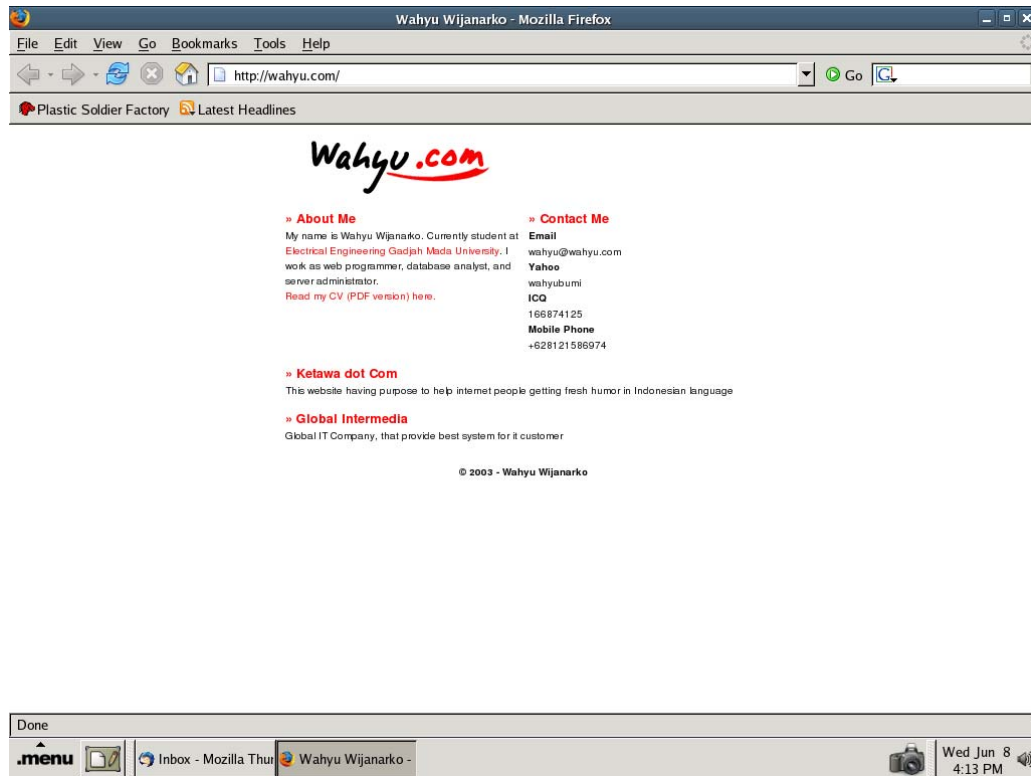 Wahyu Wijanarko - Mozilla Firefox
File Edit View Go Bookmarks Tools Help
http://wahyu.com/ Go G
Plastic Soldier Factory Latest Headlines
Wahyu.com
» About Me
My name is Wahyu Wijanarko. Currently student at
Electrical Engineering Gadjah Mada University. I
work as web programmer, database analyst, and
server administrator.
Read my CV (PDF version) here.
» Contact Me
Email
wahyu@wahyu.com
Yahoo
wahyubumi
ICQ
166874125
Mobile Phone
+628121586974
» Ketawa dot Com
This website having purpose to help internet people getting fresh humor in Indonesian language
» Global Intermedia
Global IT Company, that provide best system for it customer
© 2003 - Wahyu Wijanarko
Done
.menu Inbox - Mozilla Thun Wahyu Wijanarko - Wed Jun 8
4:13 PM